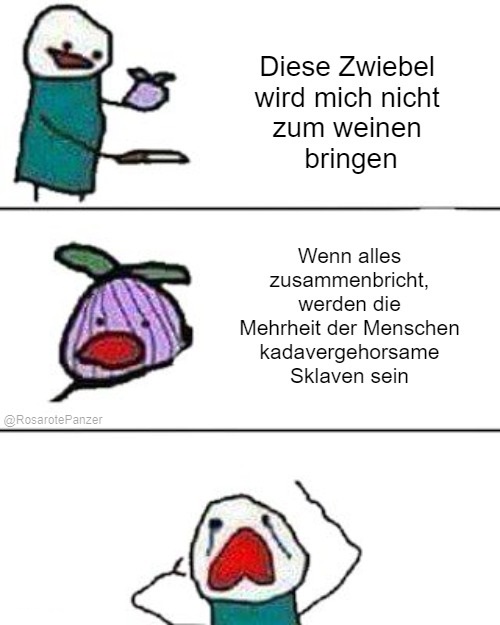 Diese Zwiebel
wird mich nicht
zum weinen
bringen
Wenn alles
zusammenbricht,
werden die
Mehrheit der Menschen
kadavergehorsame
Sklaven sein
@RosarotePanzer